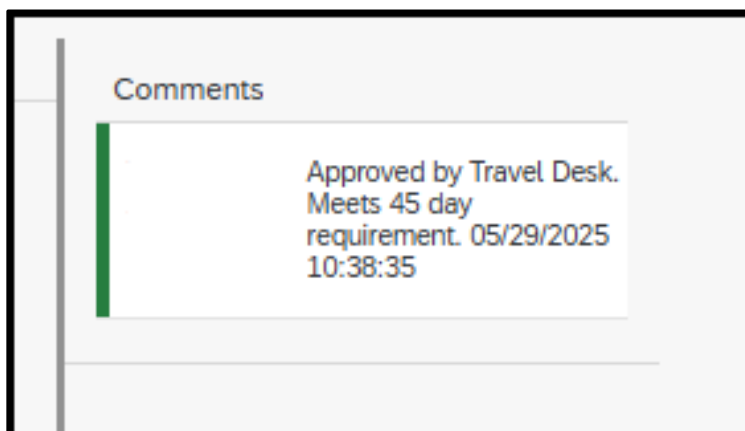 Comments
Approved by Travel Desk.
Meets 45 day
requirement. 05/29/2025
10:38:35